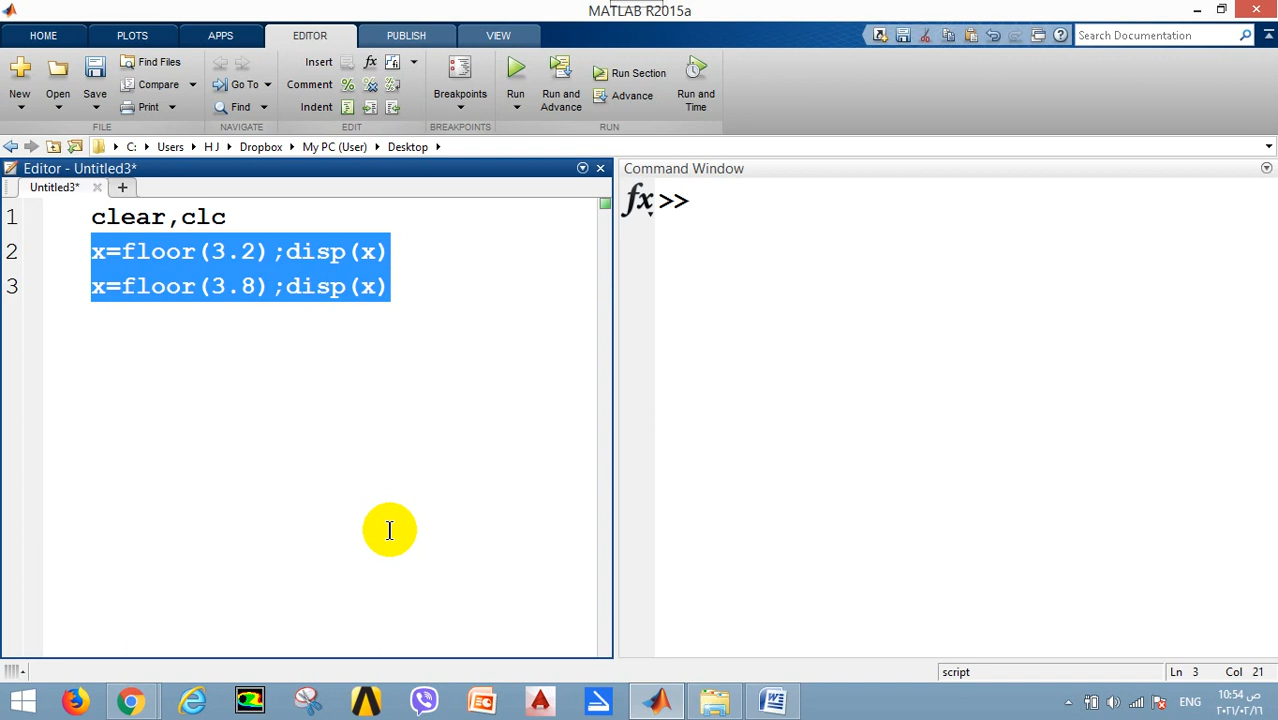 MATLAB R2015a
HOME PLOTS APPS EDITOR PUBLISH VIEW Search Documentation
New Open Save Find Files Compare Print
FILE
Go To Find
NAVIGATE
Insert fx Comment Indent
EDIT
Breakpoints
BREAKPOINTS
Run Run and Advance Run Section Advance Run and Time
RUN
C: Users H J Dropbox My PC (User) Desktop
Editor - Untitled3*
Untitled3*
1 clear,clc
2 x=floor(3.2);disp(x)
3 x=floor(3.8);disp(x)
Command Window
fx >>
script Ln 3 Col 21
ENG
10:54 ص